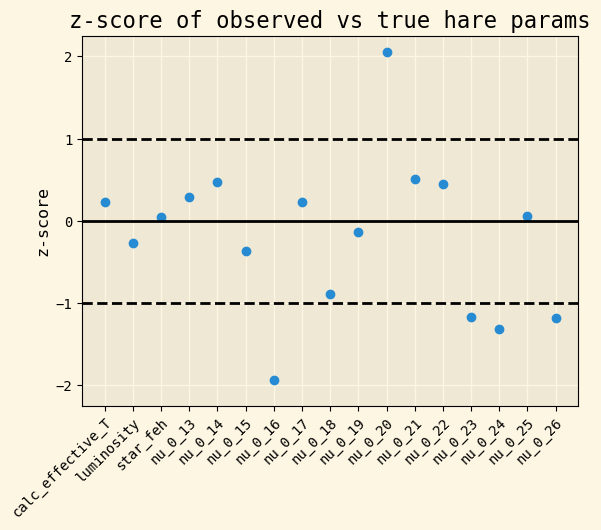 z-score of observed vs true hare params
z-score
2
1
0
−1
−2
calc_effective_T
luminosity
star_feh
nu_0_13
nu_0_14
nu_0_15
nu_0_16
nu_0_17
nu_0_18
nu_0_19
nu_0_20
nu_0_21
nu_0_22
nu_0_23
nu_0_24
nu_0_25
nu_0_26